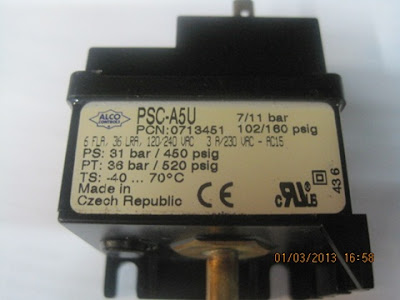 ALCO
CONTROLS
PSC-A5U
7/11 bar
PCN: 0713451
102/160 psig
6 FLA, 36 LRA, 120/240 VAC 3 A/230 VAC - AC15
PS: 31 bar / 450 psig
PT: 36 bar / 520 psig
TS: -40 ... 70°C
Made in
Czech Republic
CE
c RU us
436
01/03/2013 16:58